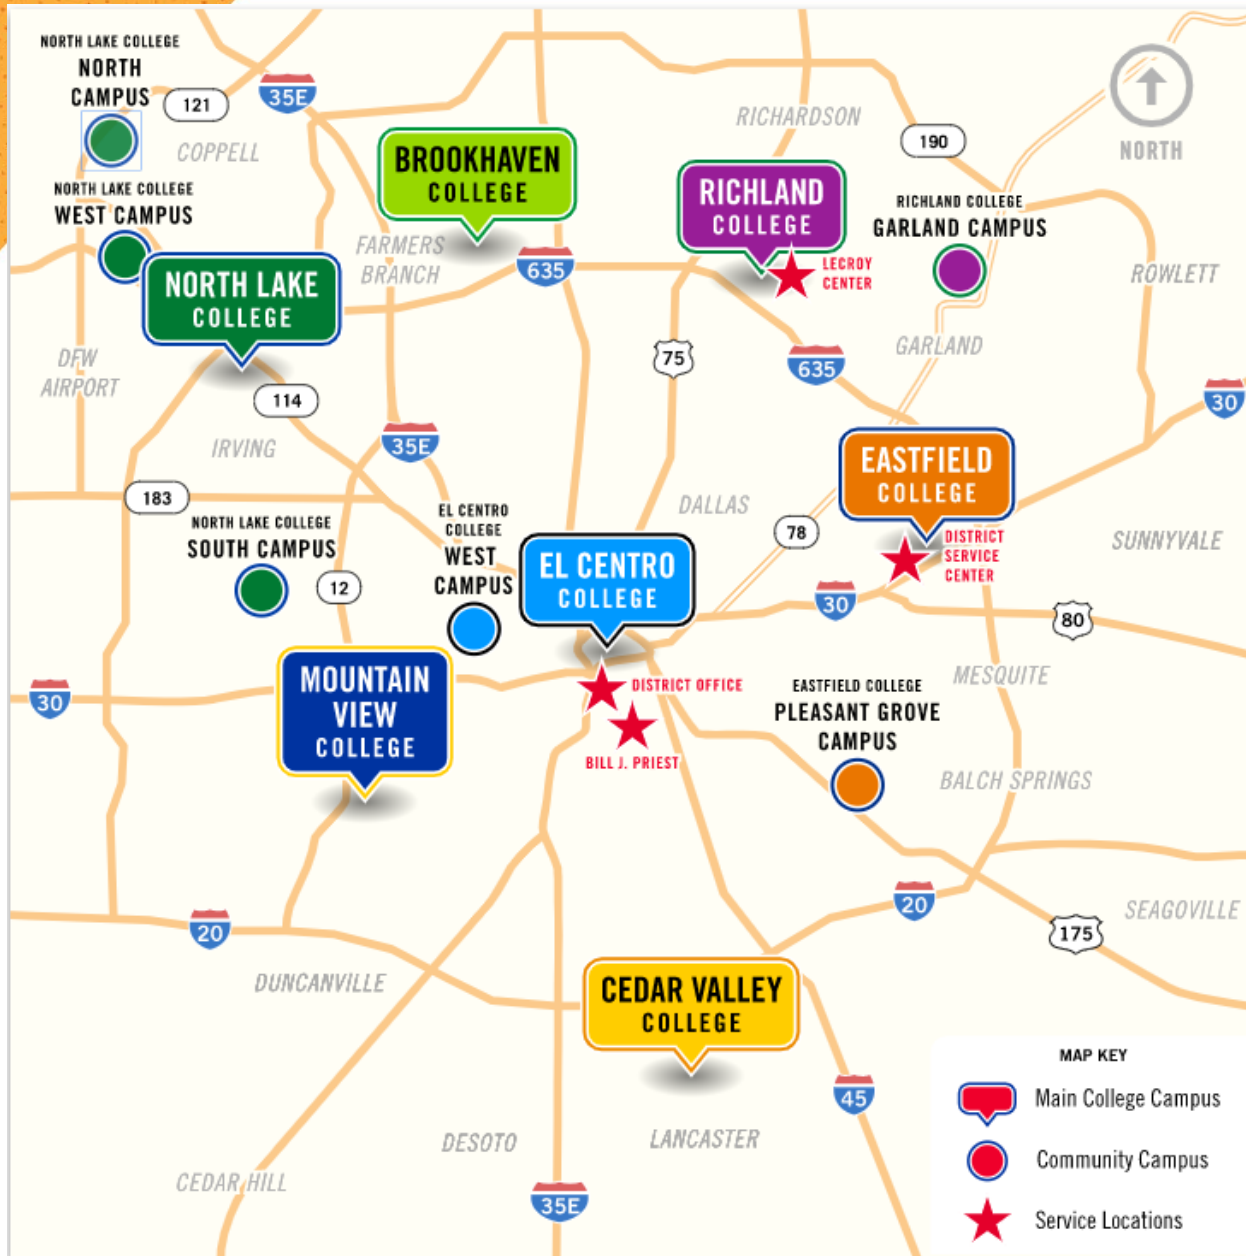 NORTH LAKE COLLEGE
NORTH
CAMPUS
121
35E
COPPELL
RICHARDSON
190
NORTH
BROOKHAVEN
COLLEGE
RICHLAND
COLLEGE
NORTH LAKE COLLEGE
WEST CAMPUS
RICHLAND COLLEGE
GARLAND CAMPUS
FARMERS
BRANCH
635
LECROY
CENTER
ROWLETT
NORTH LAKE
COLLEGE
DFW
AIRPORT
75
GARLAND
635
30
114
IRVING
35E
EASTFIELD
COLLEGE
183
DALLAS
78
NORTH LAKE COLLEGE
SOUTH CAMPUS
EL CENTRO
COLLEGE
WEST
CAMPUS
DISTRICT
SERVICE
CENTER
SUNNYVALE
EL CENTRO
COLLEGE
12
30
80
MOUNTAIN
VIEW
COLLEGE
30
DISTRICT OFFICE
BILL J. PRIEST
MESQUITE
EASTFIELD COLLEGE
PLEASANT GROVE
CAMPUS
BALCH SPRINGS
20
20
SEAGOVILLE
175
DUNCANVILLE
CEDAR VALLEY
COLLEGE
45
DESOTO
LANCASTER
CEDAR HILL
35E
MAP KEY
Main College Campus
Community Campus
Service Locations